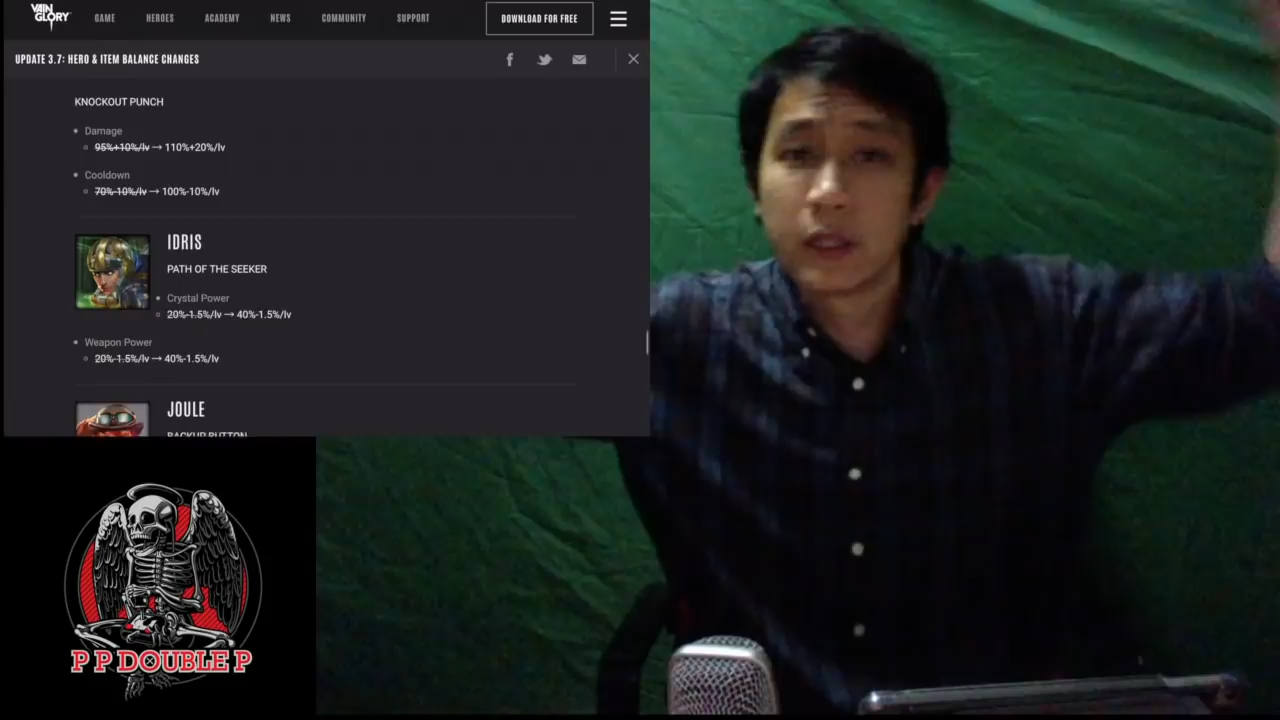 VAIN
GLORY
GAME
HEROES
ACADEMY
NEWS
COMMUNITY
SUPPORT
DOWNLOAD FOR FREE
UPDATE 3.7: HERO & ITEM BALANCE CHANGES
KNOCKOUT PUNCH
Damage
95%+10%/lv → 110%+20%/lv
Cooldown
70%-10%/lv → 100%-10%/lv
IDRIS
PATH OF THE SEEKER
Crystal Power
20%-1.5%/lv → 40%-1.5%/lv
Weapon Power
20%-1.5%/lv → 40%-1.5%/lv
JOULE
BACKUP BUTTON
P P DOUBLE P